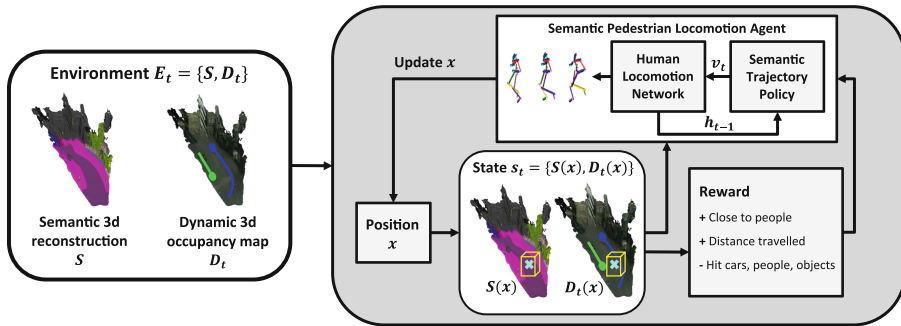 Environment E_t = {S, D_t}
Semantic 3d
reconstruction
S
Dynamic 3d
occupancy map
D_t
Semantic Pedestrian Locomotion Agent
Update x
Human
Locomotion
Network
v_t
Semantic
Trajectory
Policy
h_{t-1}
Position
x
State s_t = {S(x), D_t(x)}
S(x)
D_t(x)
Reward
+ Close to people
+ Distance travelled
- Hit cars, people, objects